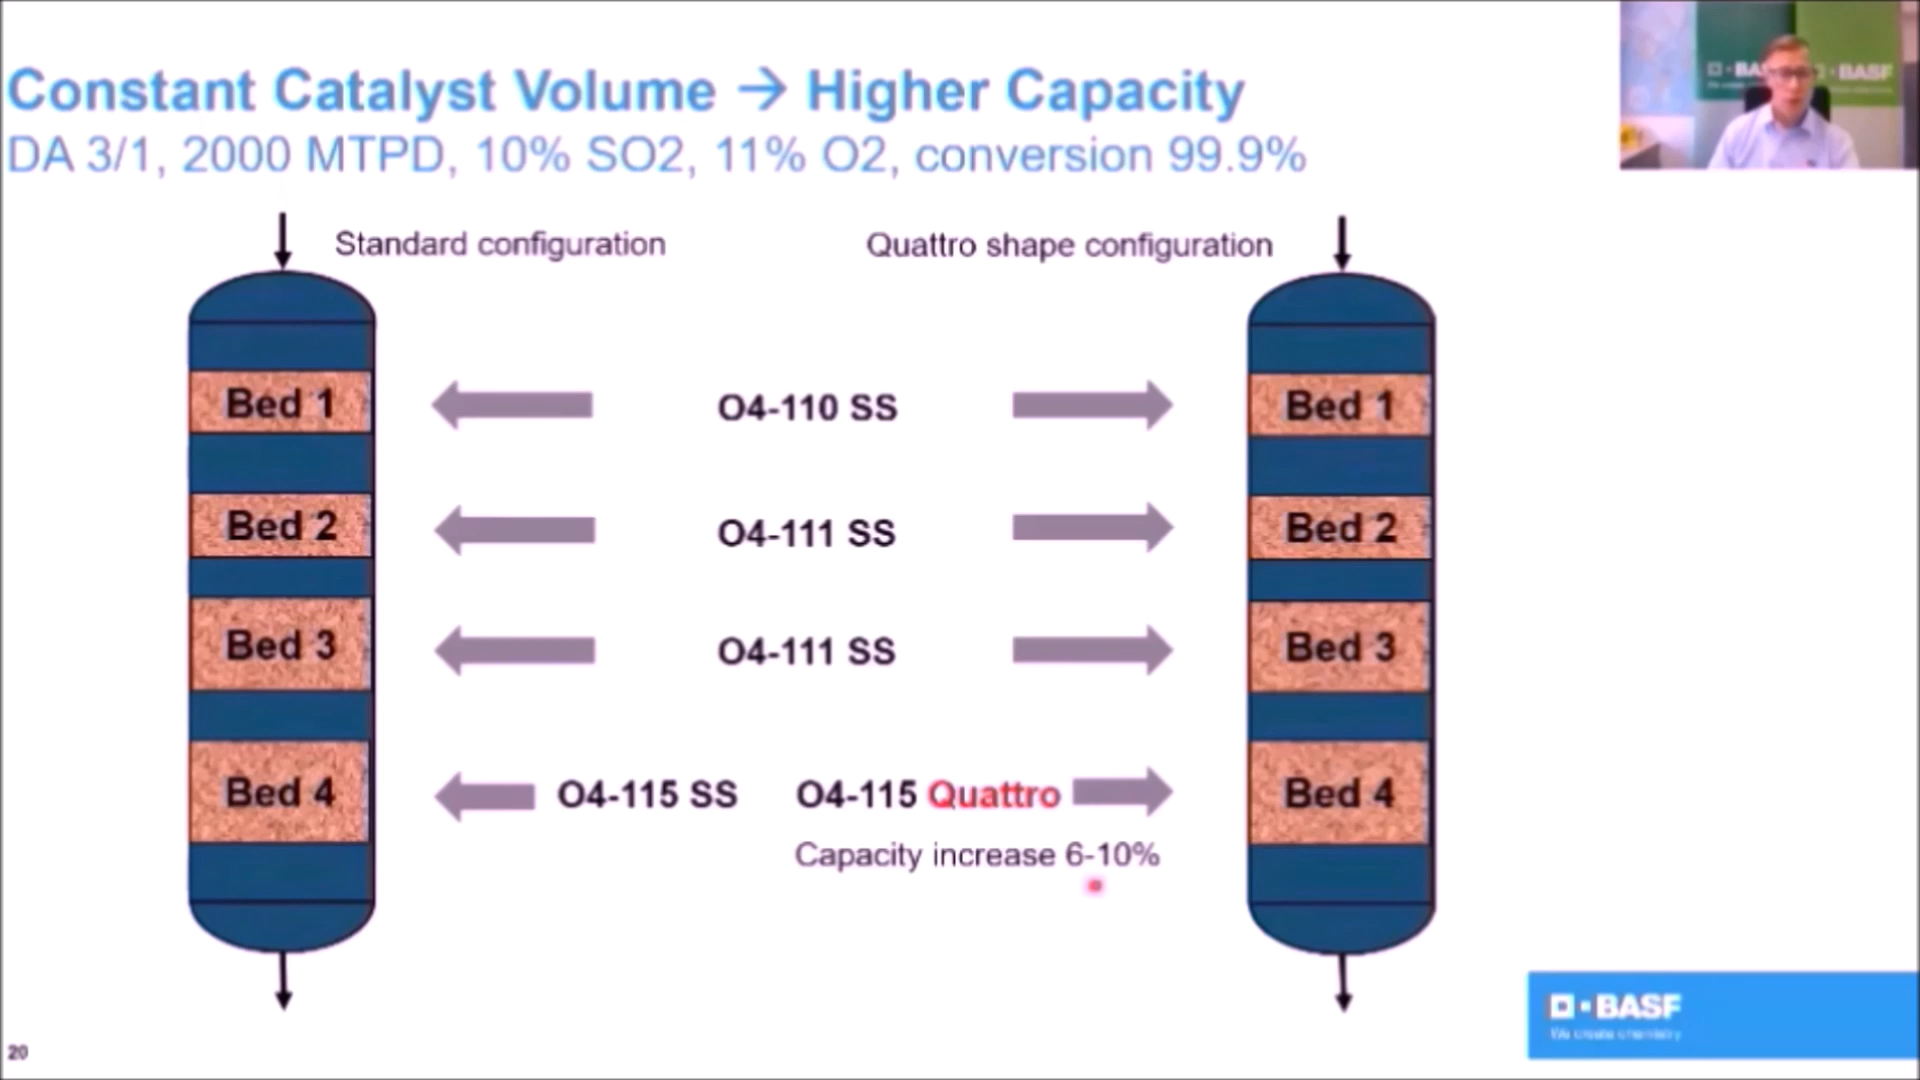 Constant Catalyst Volume → Higher Capacity
DA 3/1, 2000 MTPD, 10% SO2, 11% O2, conversion 99.9%
Standard configuration
Quattro shape configuration
Bed 1
O4-110 SS
Bed 1
Bed 2
O4-111 SS
Bed 2
Bed 3
O4-111 SS
Bed 3
Bed 4
O4-115 SS
O4-115 Quattro
Bed 4
Capacity increase 6-10%
BASF
We create chemistry
20
BASF